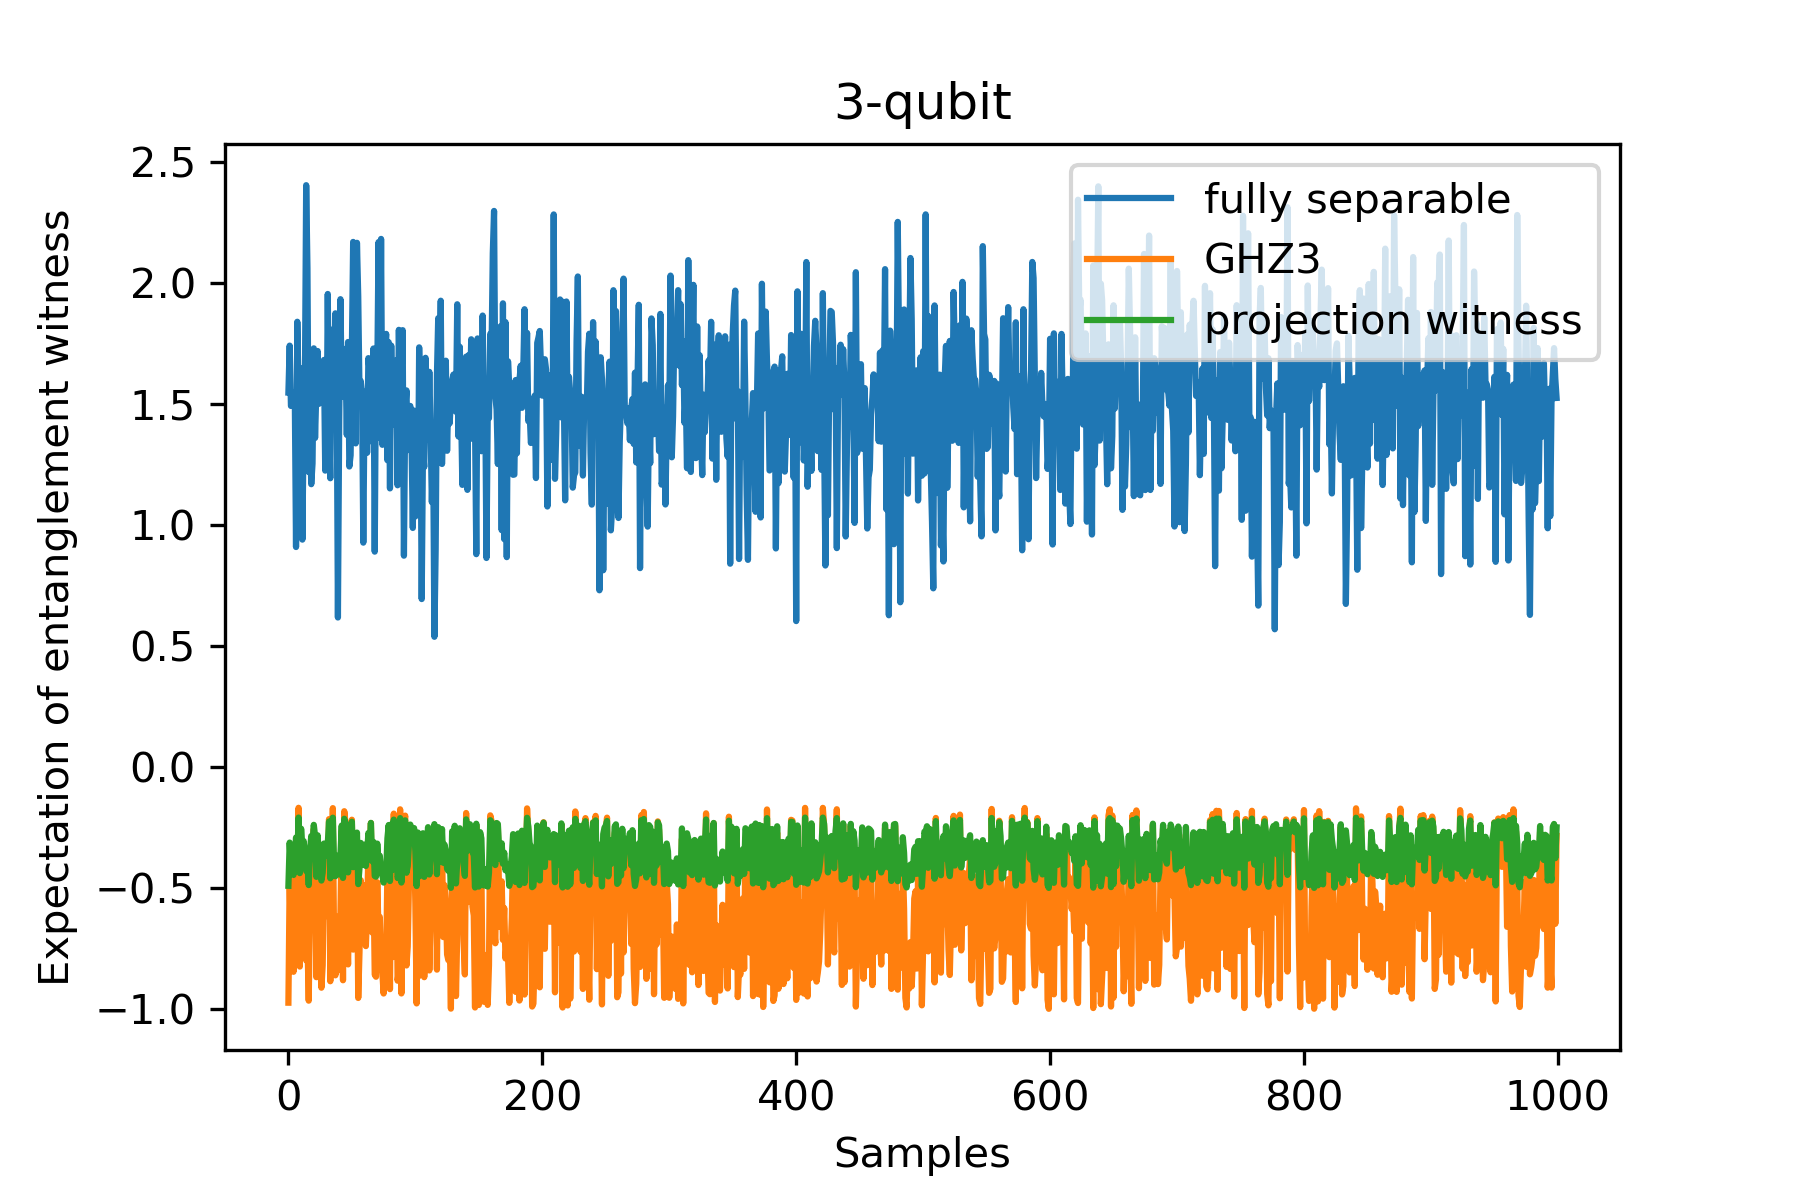 3-qubit
fully separable
GHZ3
projection witness
Expectation of entanglement witness
2.5
2.0
1.5
1.0
0.5
0.0
−0.5
−1.0
0 200 400 600 800 1000
Samples